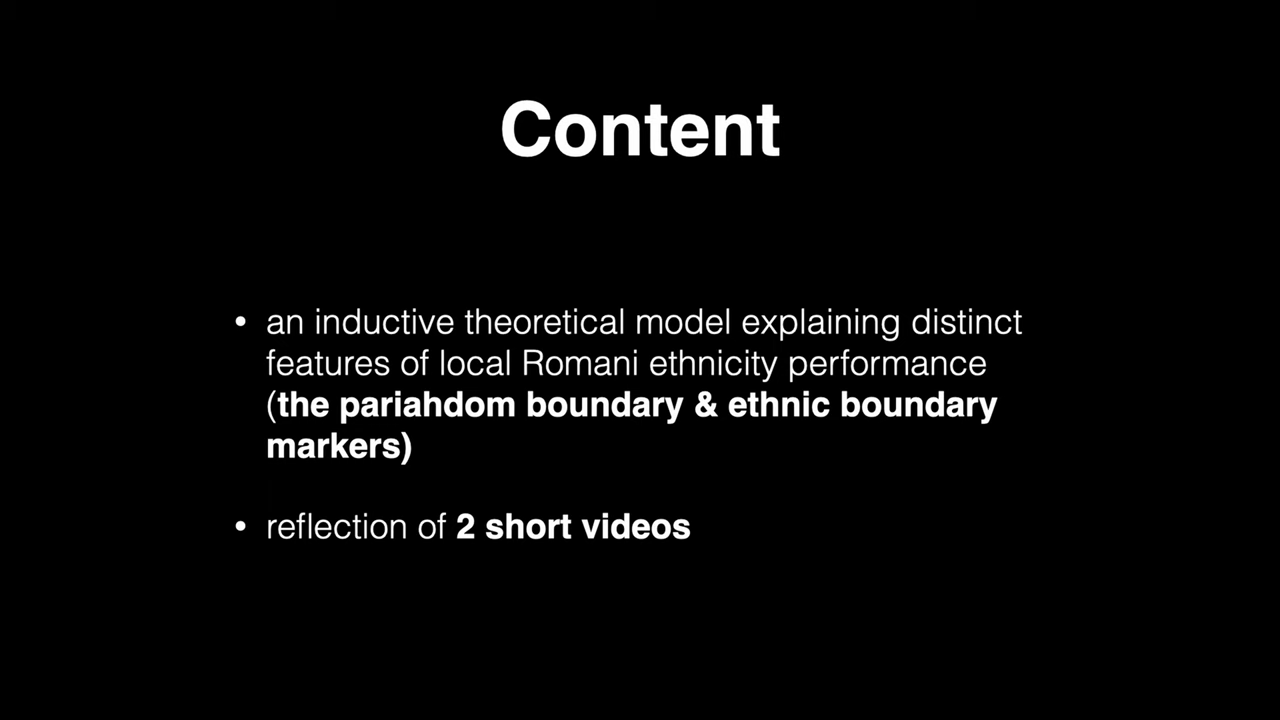 Content
• an inductive theoretical model explaining distinct
features of local Romani ethnicity performance
(the pariahdom boundary & ethnic boundary
markers)
• reflection of 2 short videos